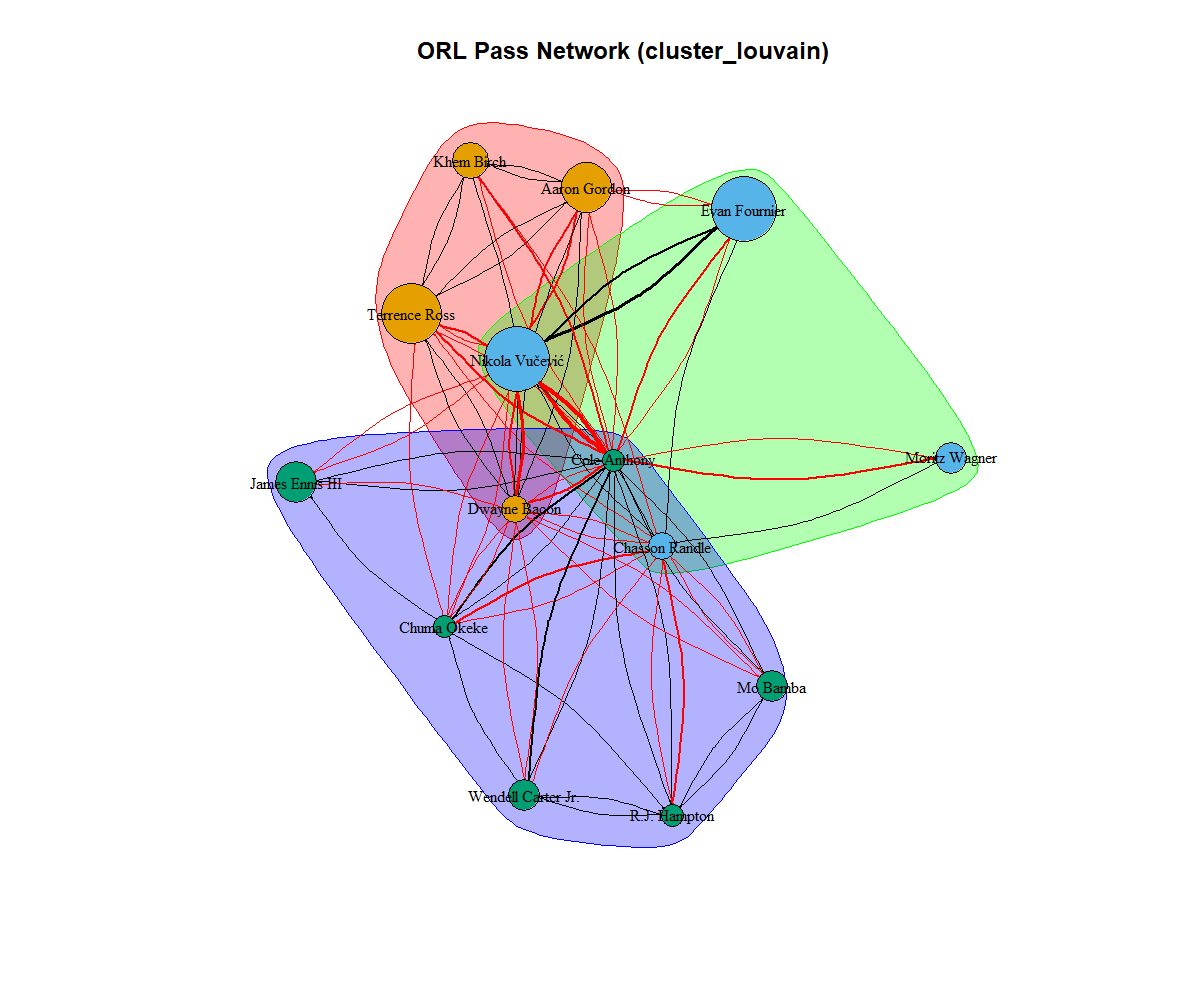 ORL Pass Network (cluster_louvain)
Khem Birch
Aaron Gordon
Evan Fournier
Terrence Ross
Nikola Vučević
Cole Anthony
Moritz Wagner
James Ennis III
Dwayne Bacon
Chasson Randle
Chuma Okeke
Mo Bamba
Wendell Carter Jr.
R.J. Hampton